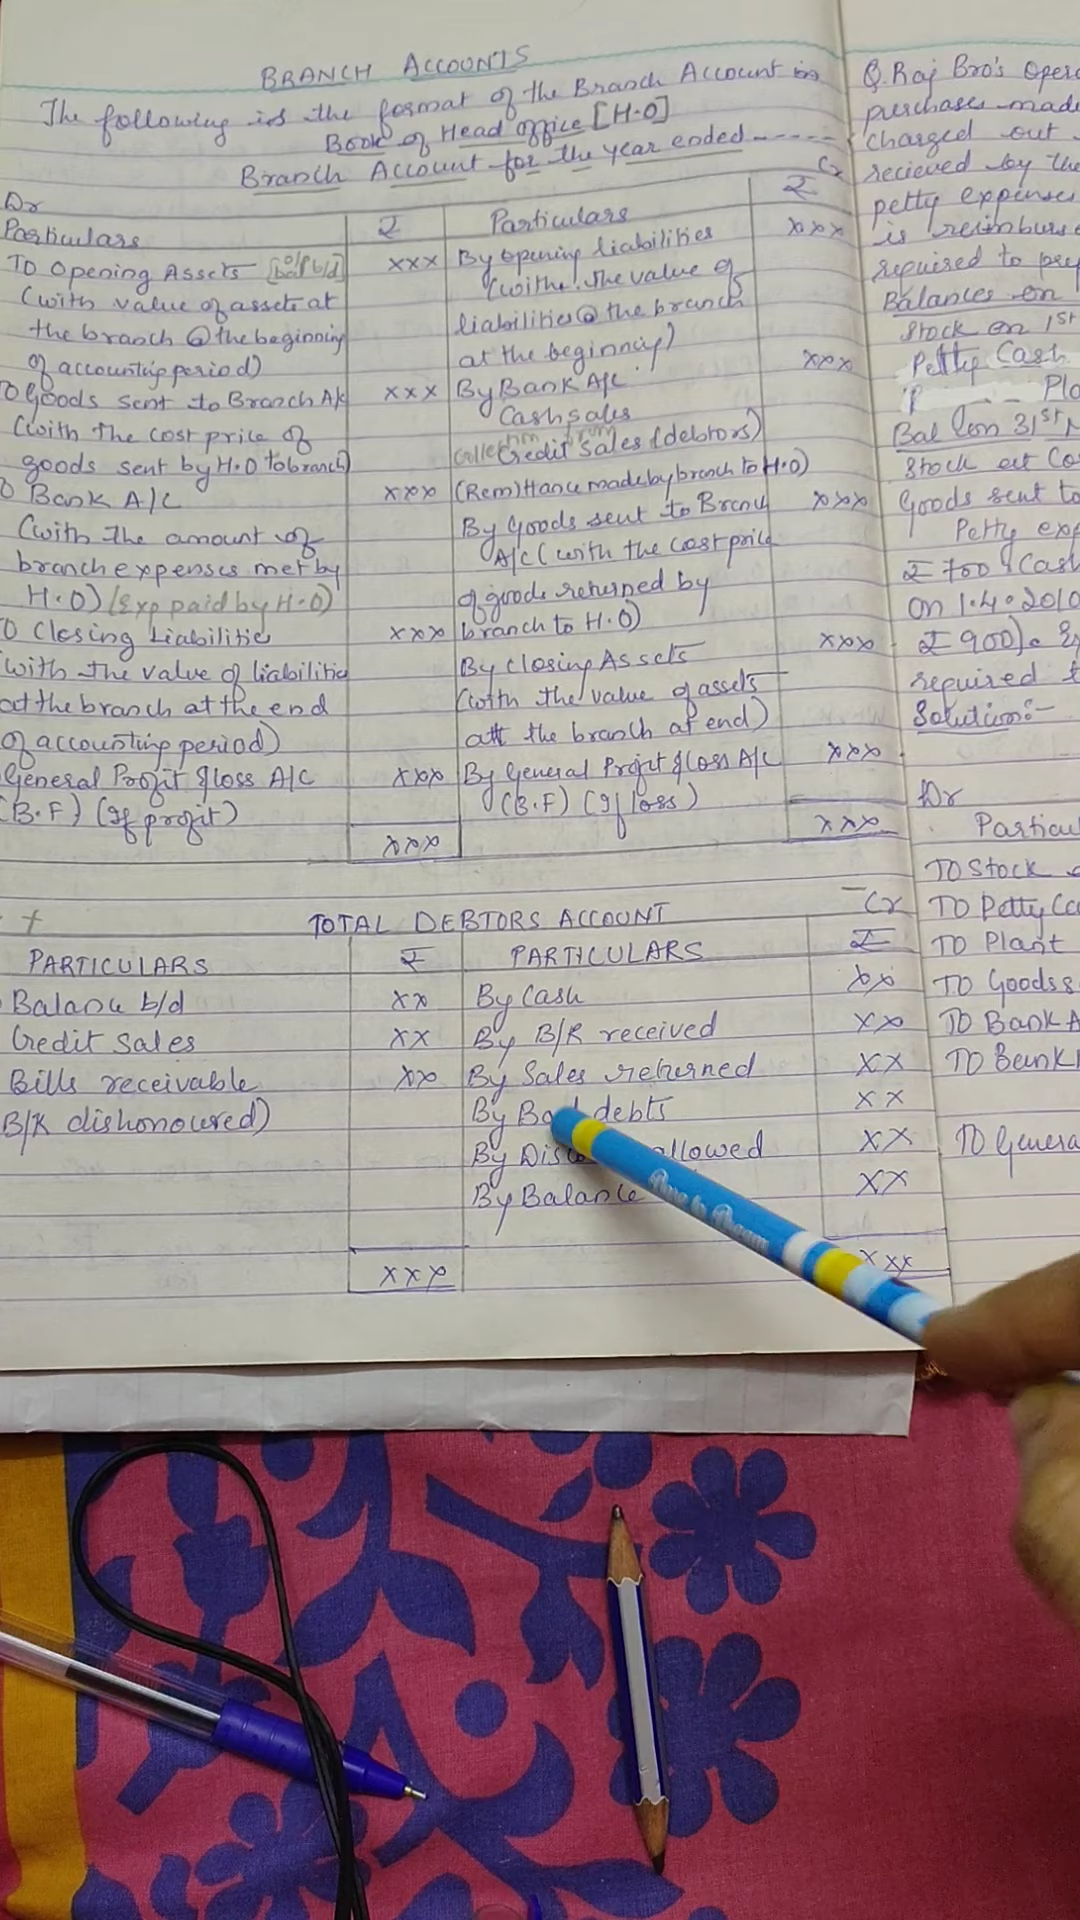 BRANCH ACCOUNTS
The following is the format of the Branch Account in
Book of Head office [H.O]
Branch Account for the year ended -----
Dr
Cr
Particulars ₹ Particulars ₹
TO Opening Assets [bal b/d] xxx
(with value of assets at
the branch @ the beginning
of accounting period)
O Goods sent to Branch A/c xxx
(with the cost price of
goods sent by H.O to branch)
O Bank A/C xxx
(with the amount of
branch expenses met by
H.O) (Exp paid by H.O)
O Closing Liabilitie xxx
(with the value of liabilitie
at the branch at the end
of accounting period)
General Profit & loss A/C xxx
(B.F) (If profit)
xxx
By opening liabilities xxx
(with the value of
liabilities @ the branch
at the beginning)
By Bank A/c xxx
Cash sales
Credit Sales (debtors)
(Remittance made by branch to H.O)
By Goods sent to Branch xxx
A/C (with the cost price
of goods returned by
branch to H.O)
By Closing Assets xxx
(with the value of assets
at the branch at end)
By General Profit & Loss A/C xxx
(B.F) (If loss)
xxx
+ TOTAL DEBTORS ACCOUNT Cr
PARTICULARS ₹ PARTICULARS ₹
Balance b/d xx By Cash xx
Credit Sales xx By B/R received xx
Bills receivable xx By Sales returned xx
B/R dishonoured) By Bad debts xx
By Disc allowed xx
By Balance xx
xxx xxx
Q. Raj Bro's Oper
purchases made
charged out
recieved by the
petty expenses
is reimburse
required to prep
Balances on
Stock on 1st
Petty Cash
Bal on 31st
Stock at Co
Goods sent to
Petty exp
₹ 700 Cash
On 1.4.2010
₹ 900).
required t
Solution:-
Dr
Particul
TO Stock
TO Petty Ca
TO Plant
TO Goods s
TO Bank A
TO Bank
TO Genera